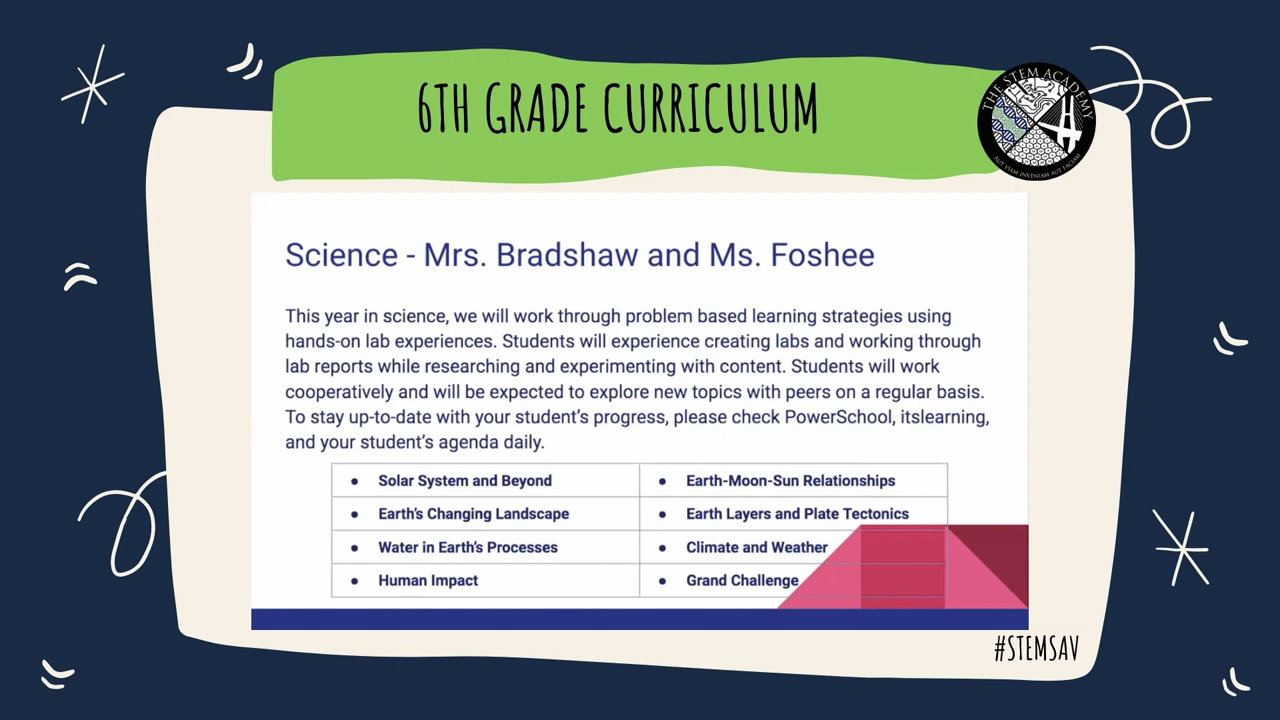 6TH GRADE CURRICULUM
THE STEM ACADEMY
AUT VIAM INVENIAM AUT FACIAM
Science - Mrs. Bradshaw and Ms. Foshee
This year in science, we will work through problem based learning strategies using
hands-on lab experiences. Students will experience creating labs and working through
lab reports while researching and experimenting with content. Students will work
cooperatively and will be expected to explore new topics with peers on a regular basis.
To stay up-to-date with your student's progress, please check PowerSchool, itslearning,
and your student's agenda daily.
• Solar System and Beyond • Earth-Moon-Sun Relationships
• Earth's Changing Landscape • Earth Layers and Plate Tectonics
• Water in Earth's Processes • Climate and Weather
• Human Impact • Grand Challenge
#STEMSAV